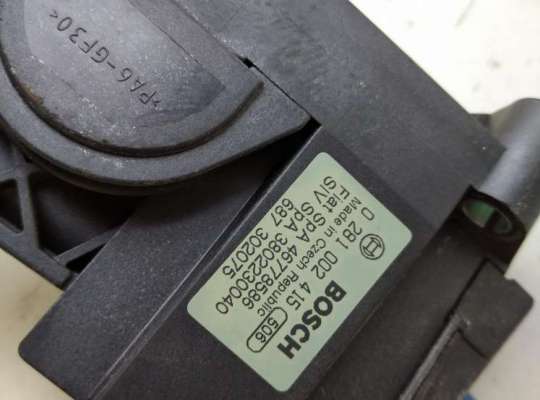 >PA6-GF30<
BOSCH
0 281 002 415 506
Made in Czech Republic
Fiat SPA 46778586
SiV SPA 3802230040
687 302075